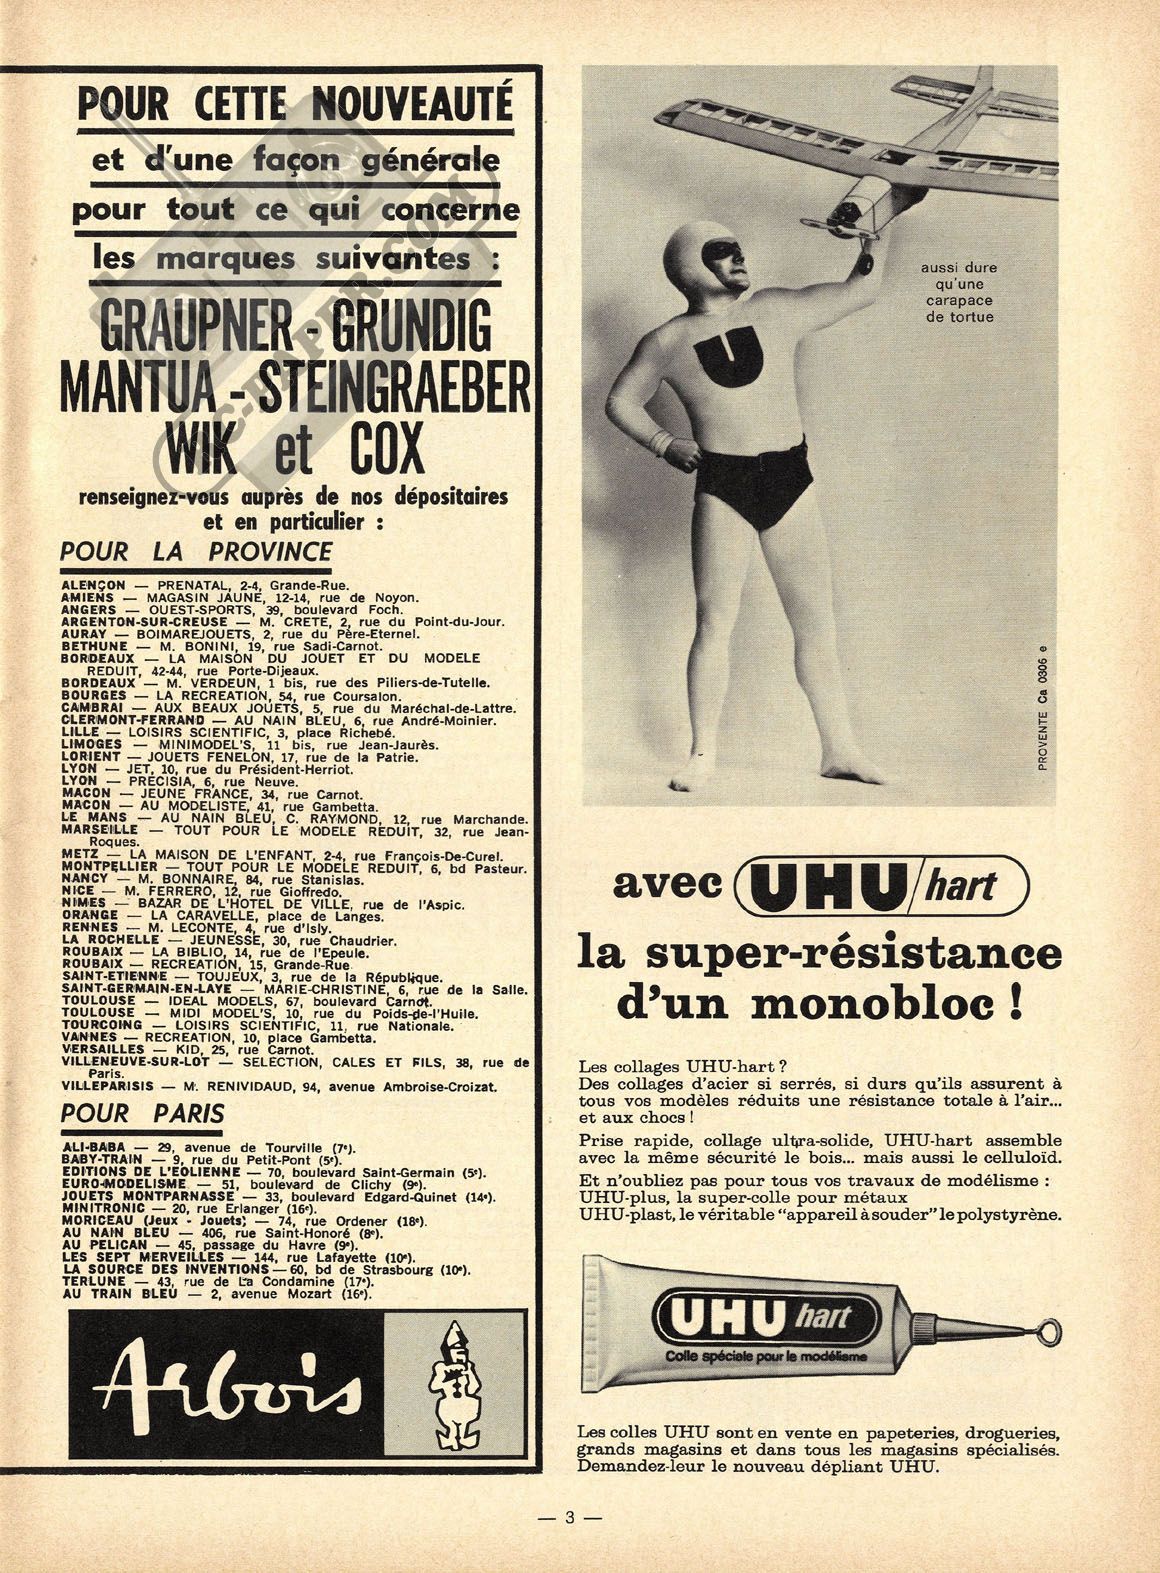 POUR CETTE NOUVEAUTÉ
et d'une façon générale
pour tout ce qui concerne
les marques suivantes :
GRAUPNER - GRUNDIG
MANTUA - STEINGRAEBER
WIK et COX
renseignez-vous auprès de nos dépositaires
et en particulier :
POUR LA PROVINCE
ALENÇON — PRENATAL, 2-4, Grande-Rue.
AMIENS — MAGASIN JAUNE, 12-14, rue de Noyon.
ANGERS — OUEST-SPORTS, 39, boulevard Foch.
ARGENTON-SUR-CREUSE — M. CRETE, 2, rue du Point-du-Jour.
AURAY — BOIMAREJOUETS, 2, rue du Père-Eternel.
BETHUNE — M. BONINI, 19, rue Sadi-Carnot.
BORDEAUX — LA MAISON DU JOUET ET DU MODELE
REDUIT, 42-44, rue Porte-Dijeaux.
BORDEAUX — M. VERDEUN, 1 bis, rue des Piliers-de-Tutelle.
BOURGES — LA RECREATION, 54, rue Coursalon.
CAMBRAI — AUX BEAUX JOUETS, 5, rue du Maréchal-de-Lattre.
CLERMONT-FERRAND — AU NAIN BLEU, 6, rue André-Moinier.
LILLE — LOISIRS SCIENTIFIC, 3, place Richebé.
LIMOGES — MINIMODEL'S, 11 bis, rue Jean-Jaurès.
LORIENT — JOUETS FENELON, 17, rue de la Patrie.
LYON — JET, 10, rue du Président-Herriot.
LYON — PRECISIA, 6, rue Neuve.
MACON — JEUNE FRANCE, 34, rue Carnot.
MACON — AU MODELISTE, 41, rue Gambetta.
LE MANS — AU NAIN BLEU, C. RAYMOND, 12, rue Marchande.
MARSEILLE — TOUT POUR LE MODELE REDUIT, 32, rue Jean-
Roques.
METZ — LA MAISON DE L'ENFANT, 2-4, rue François-De-Curel.
MONTPELLIER — TOUT POUR LE MODELE REDUIT, 6, bd Pasteur.
NANCY — M. BONNAIRE, 84, rue Stanislas.
NICE — M. FERRERO, 12, rue Gioffredo.
NIMES — BAZAR DE L'HOTEL DE VILLE, rue de l'Aspic.
ORANGE — LA CARAVELLE, place de Langes.
RENNES — M. LECONTE, 4, rue d'Isly.
LA ROCHELLE — JEUNESSE, 30, rue Chaudrier.
ROUBAIX — LA BIBLIO, 14, rue de l'Epeule.
ROUBAIX — RECREATION, 15, Grande-Rue
SAINT-ETIENNE — TOUJEUX, 3, rue de la République.
SAINT-GERMAIN-EN-LAYE — MARIE-CHRISTINE, 6, rue de la Salle.
TOULOUSE — IDEAL MODELS, 67, boulevard Carnot.
TOULOUSE — MIDI MODEL'S, 10, rue du Poids-de-l'Huile.
TOURCOING — LOISIRS SCIENTIFIC, 11, rue Nationale.
VANNES — RECREATION, 10, place Gambetta.
VERSAILLES — KID, 25, rue Carnot.
VILLENEUVE-SUR-LOT — SELECTION, CALES ET FILS, 38, rue de
Paris.
VILLEPARISIS — M. RENIVIDAUD, 94, avenue Ambroise-Croizat.
POUR PARIS
ALI-BABA — 29, avenue de Tourville (7e).
BABY-TRAIN — 9, rue du Petit-Pont (5e).
EDITIONS DE L'EOLIENNE — 70, boulevard Saint-Germain (5e).
EURO-MODELISME — 51, boulevard de Clichy (9e).
JOUETS MONTPARNASSE — 33, boulevard Edgard-Quinet (14e).
MINITRONIC — 20, rue Erlanger (16e).
MORICEAU (Jeux - Jouets) — 74, rue Ordener (18e).
AU NAIN BLEU — 406, rue Saint-Honoré (8e).
AU PELICAN — 45, passage du Havre (9e).
LES SEPT MERVEILLES — 144, rue Lafayette (10e).
LA SOURCE DES INVENTIONS — 60, bd de Strasbourg (10e).
TERLUNE — 43, rue de La Condamine (17e).
AU TRAIN BLEU — 2, avenue Mozart (16e).
Arbois
RC-PAPER.COM
U
aussi dure
qu'une
carapace
de tortue
PROVENTE Ca 0306 e
avec UHU/hart
la super-résistance
d'un monobloc !
Les collages UHU-hart ?
Des collages d'acier si serrés, si durs qu'ils assurent à
tous vos modèles réduits une résistance totale à l'air...
et aux chocs !
Prise rapide, collage ultra-solide, UHU-hart assemble
avec la même sécurité le bois... mais aussi le celluloïd.
Et n'oubliez pas pour tous vos travaux de modélisme :
UHU-plus, la super-colle pour métaux
UHU-plast, le véritable "appareil à souder" le polystyrène.
UHU hart
Colle spéciale pour le modélisme
Les colles UHU sont en vente en papeteries, drogueries,
grands magasins et dans tous les magasins spécialisés.
Demandez-leur le nouveau dépliant UHU.
— 3 —